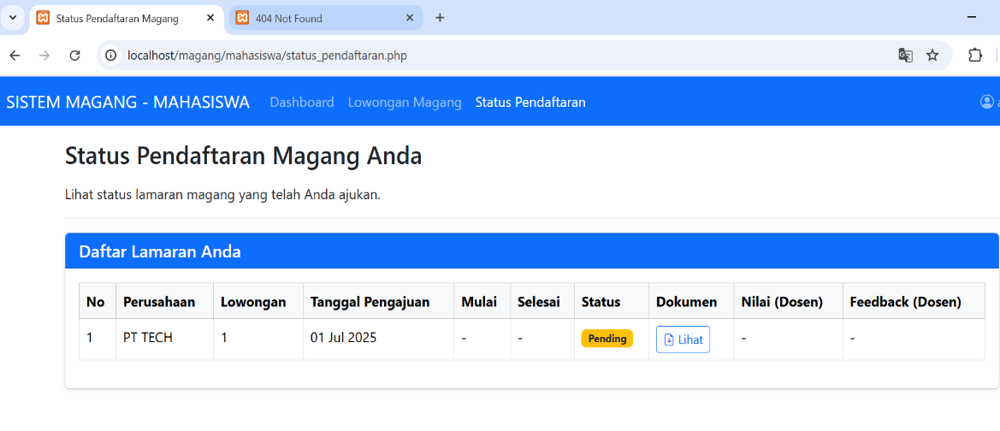 Status Pendaftaran Magang
404 Not Found
localhost/magang/mahasiswa/status_pendaftaran.php
SISTEM MAGANG - MAHASISWA Dashboard Lowongan Magang Status Pendaftaran a
Status Pendaftaran Magang Anda
Lihat status lamaran magang yang telah Anda ajukan.
Daftar Lamaran Anda
No Perusahaan Lowongan Tanggal Pengajuan Mulai Selesai Status Dokumen Nilai (Dosen) Feedback (Dosen)
1 PT TECH 1 01 Jul 2025 - - Pending Lihat - -